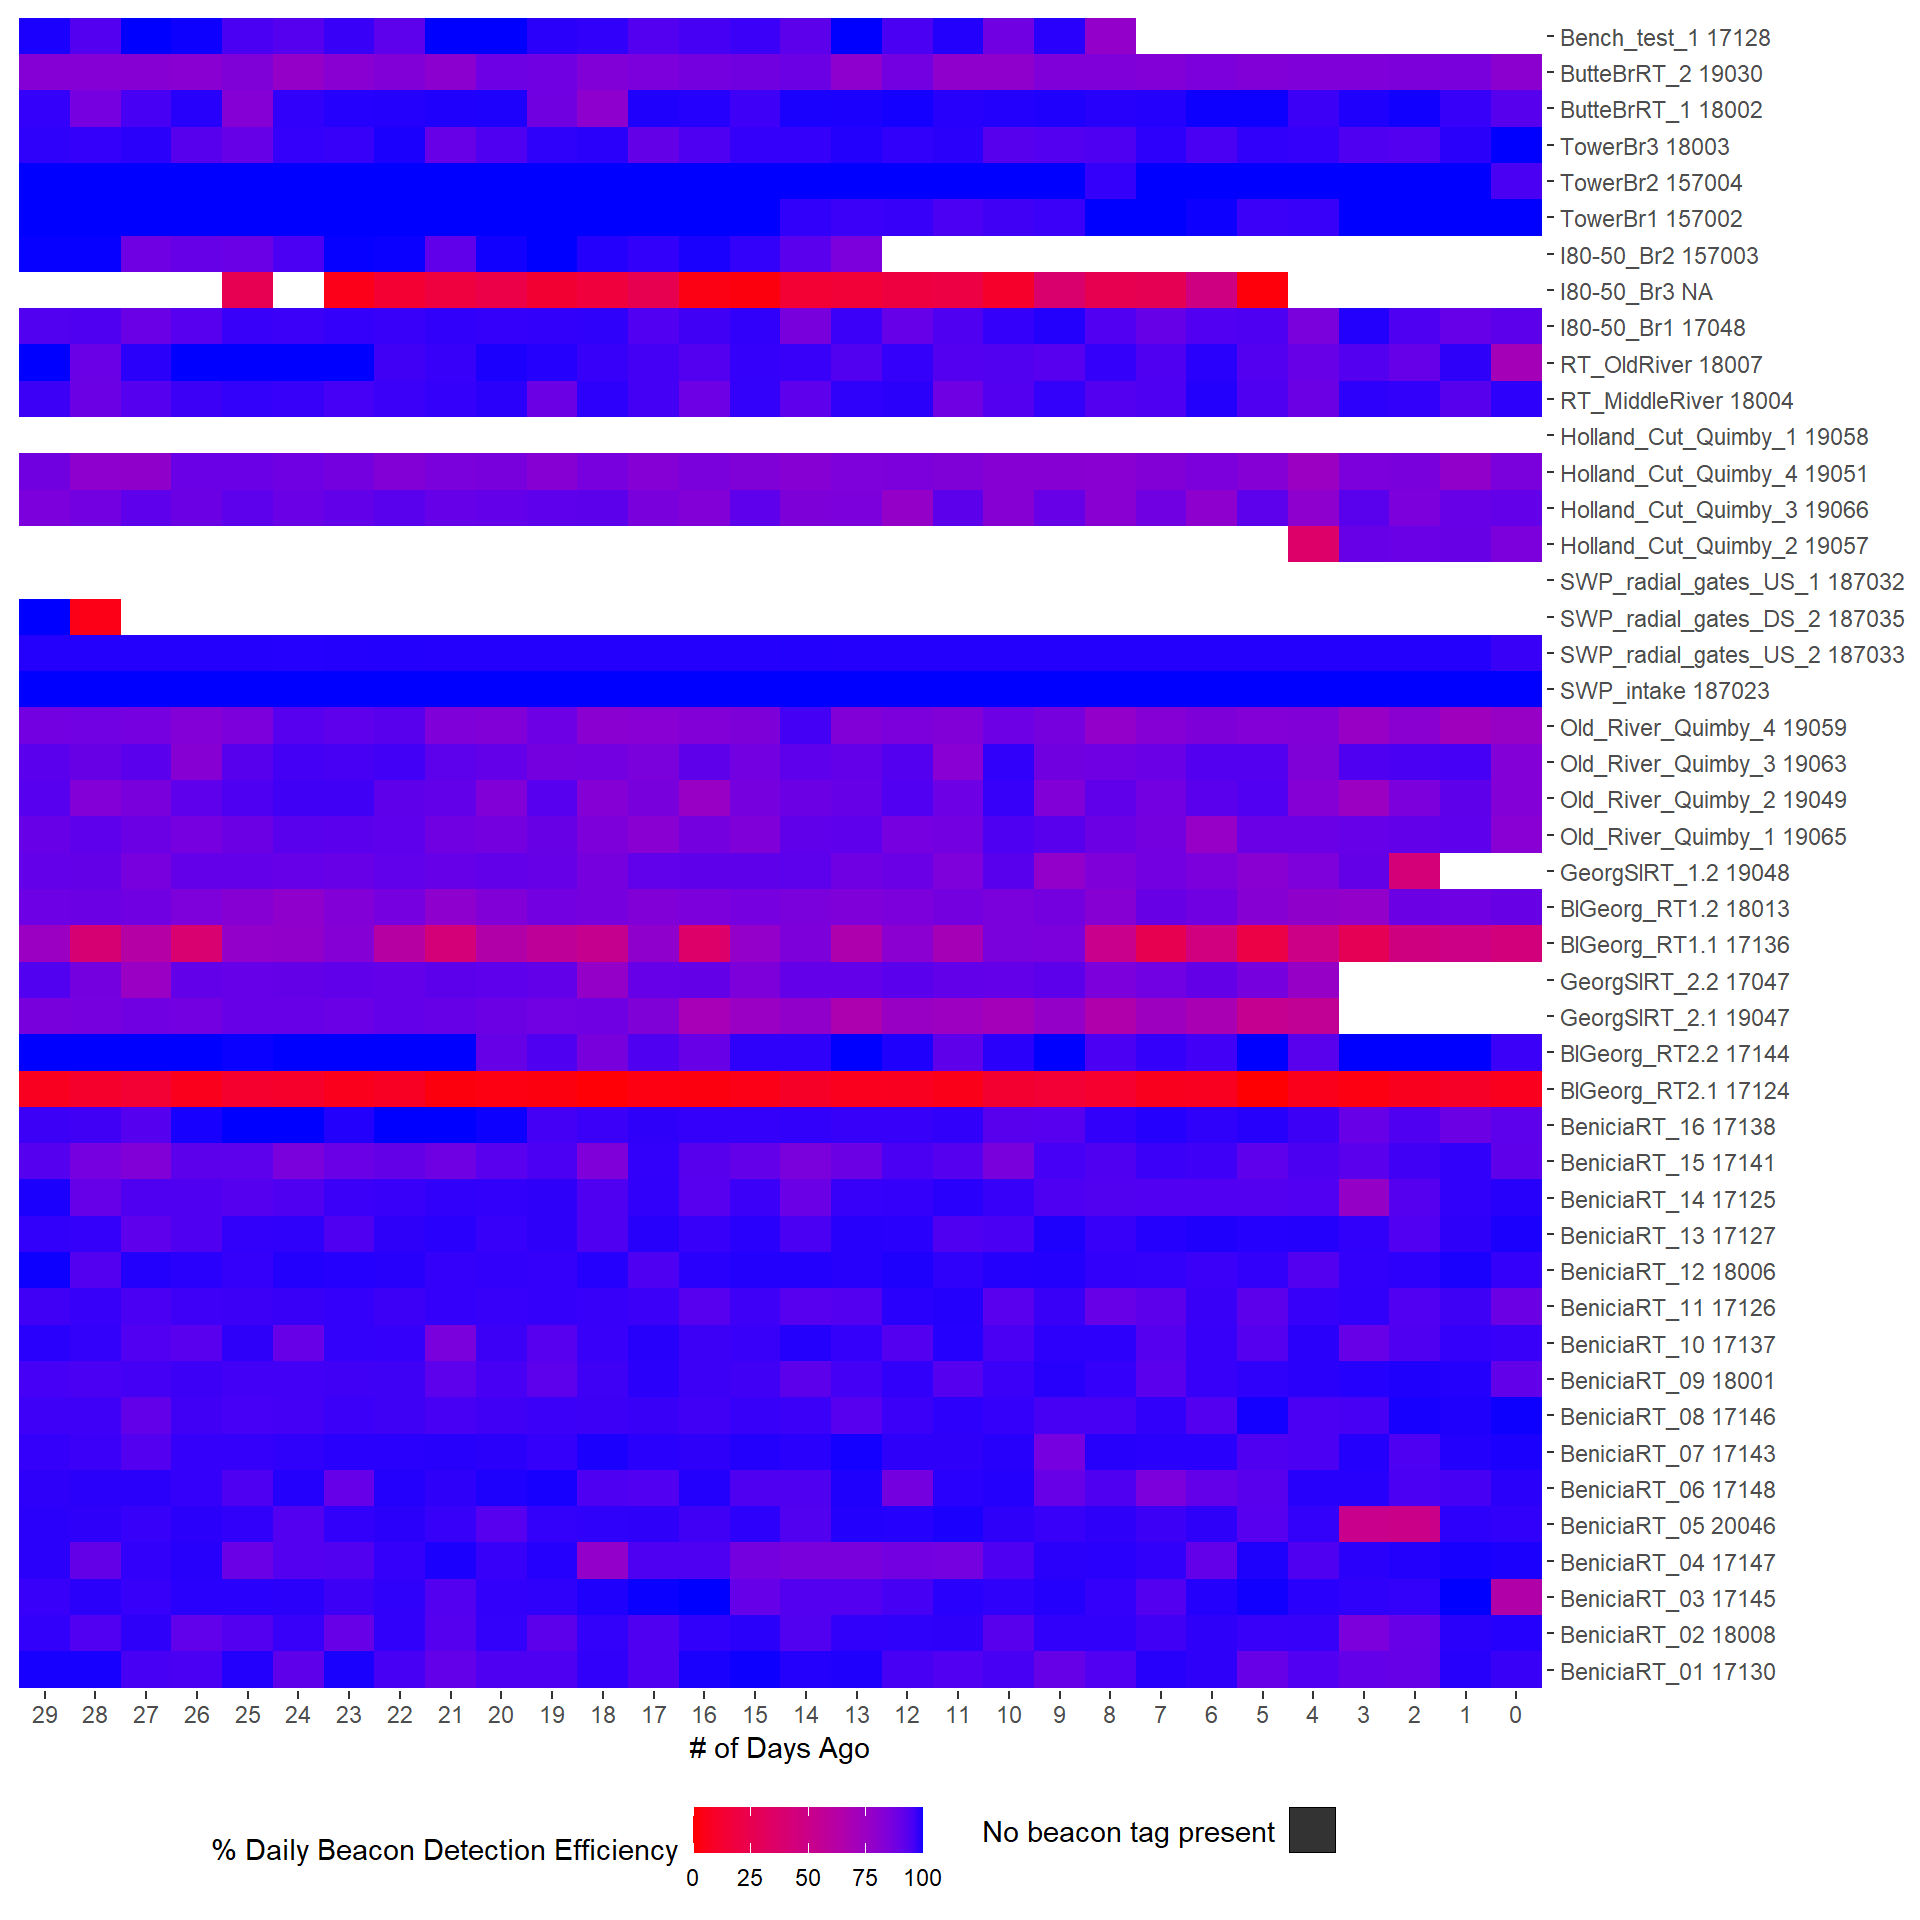 Bench_test_1 17128
ButteBrRT_2 19030
ButteBrRT_1 18002
TowerBr3 18003
TowerBr2 157004
TowerBr1 157002
I80-50_Br2 157003
I80-50_Br3 NA
I80-50_Br1 17048
RT_OldRiver 18007
RT_MiddleRiver 18004
Holland_Cut_Quimby_1 19058
Holland_Cut_Quimby_4 19051
Holland_Cut_Quimby_3 19066
Holland_Cut_Quimby_2 19057
SWP_radial_gates_US_1 187032
SWP_radial_gates_DS_2 187035
SWP_radial_gates_US_2 187033
SWP_intake 187023
Old_River_Quimby_4 19059
Old_River_Quimby_3 19063
Old_River_Quimby_2 19049
Old_River_Quimby_1 19065
GeorgSlRT_1.2 19048
BlGeorg_RT1.2 18013
BlGeorg_RT1.1 17136
GeorgSlRT_2.2 17047
GeorgSlRT_2.1 19047
BlGeorg_RT2.2 17144
BlGeorg_RT2.1 17124
BeniciaRT_16 17138
BeniciaRT_15 17141
BeniciaRT_14 17125
BeniciaRT_13 17127
BeniciaRT_12 18006
BeniciaRT_11 17126
BeniciaRT_10 17137
BeniciaRT_09 18001
BeniciaRT_08 17146
BeniciaRT_07 17143
BeniciaRT_06 17148
BeniciaRT_05 20046
BeniciaRT_04 17147
BeniciaRT_03 17145
BeniciaRT_02 18008
BeniciaRT_01 17130
29 28 27 26 25 24 23 22 21 20 19 18 17 16 15 14 13 12 11 10 9 8 7 6 5 4 3 2 1 0
# of Days Ago
% Daily Beacon Detection Efficiency
0 25 50 75 100
No beacon tag present